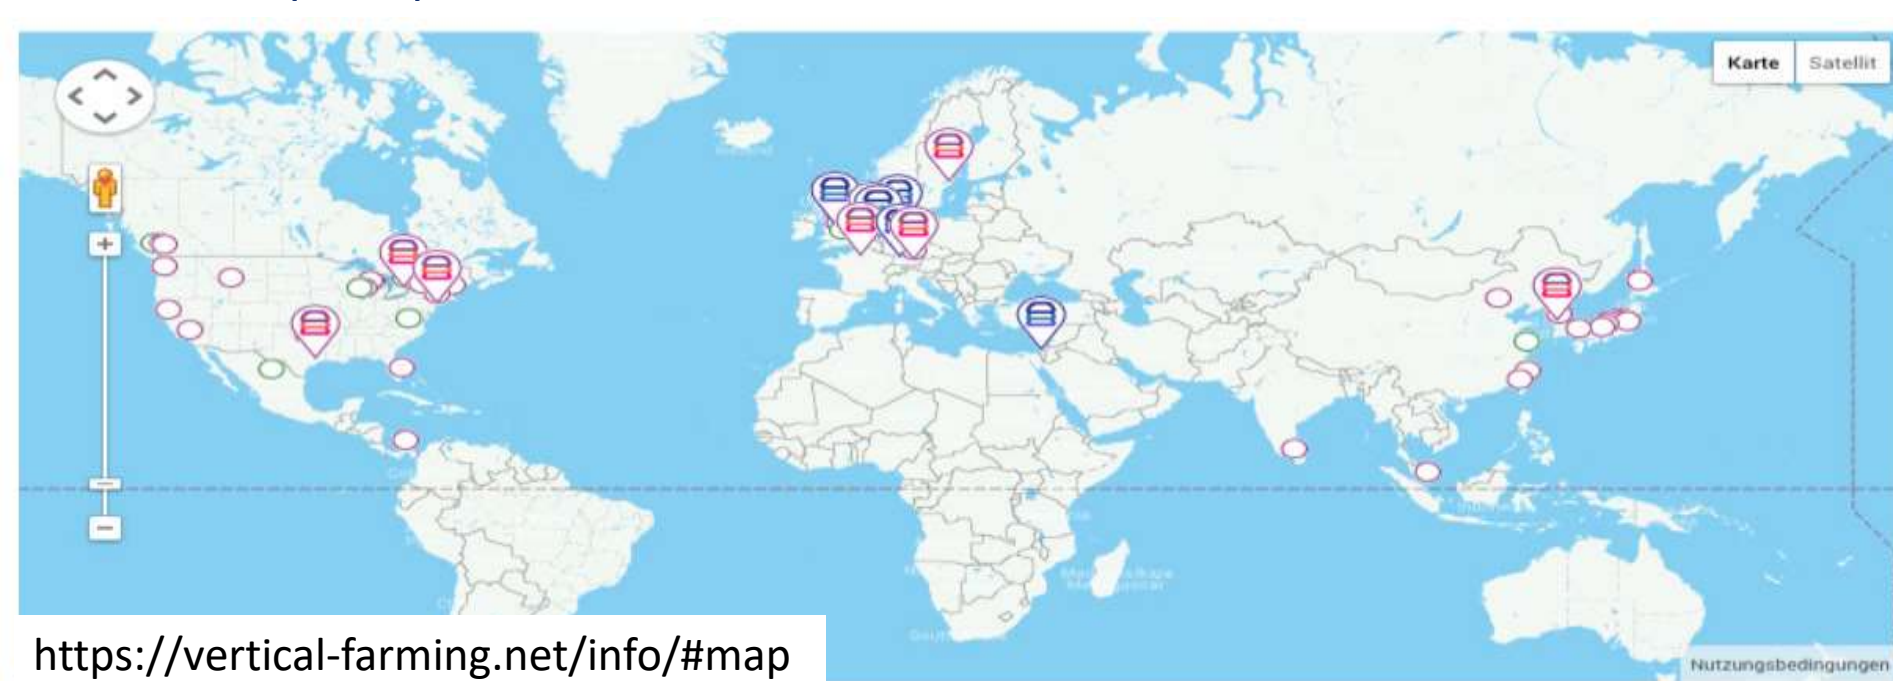 Karte Satellit
https://vertical-farming.net/info/#map
Nutzungsbedingungen